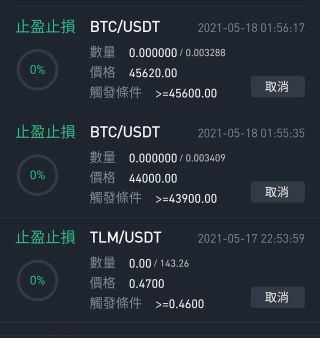 止盈止損 BTC/USDT 2021-05-18 01:56:17
數量 0.000000 / 0.003288
0% 價格 45620.00
觸發條件 >=45600.00 取消
止盈止損 BTC/USDT 2021-05-18 01:55:35
數量 0.000000 / 0.003409
0% 價格 44000.00
觸發條件 >=43900.00 取消
止盈止損 TLM/USDT 2021-05-17 22:53:59
數量 0.00 / 143.26
0% 價格 0.4700
觸發條件 >=0.4600 取消